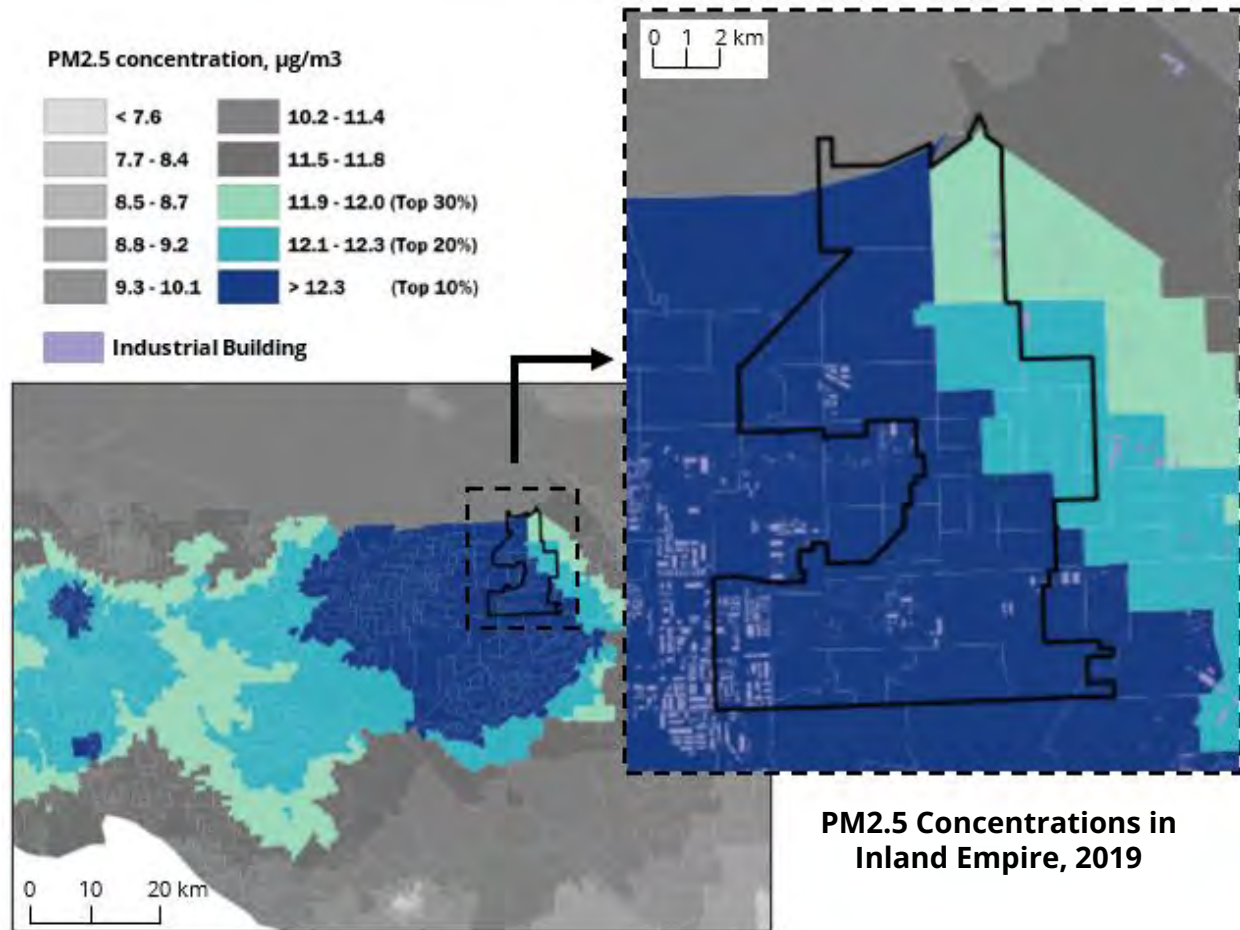 PM2.5 concentration, µg/m3
< 7.6
7.7 - 8.4
8.5 - 8.7
8.8 - 9.2
9.3 - 10.1
10.2 - 11.4
11.5 - 11.8
11.9 - 12.0 (Top 30%)
12.1 - 12.3 (Top 20%)
> 12.3 (Top 10%)
Industrial Building
0 1 2 km
0 10 20 km
PM2.5 Concentrations in
Inland Empire, 2019